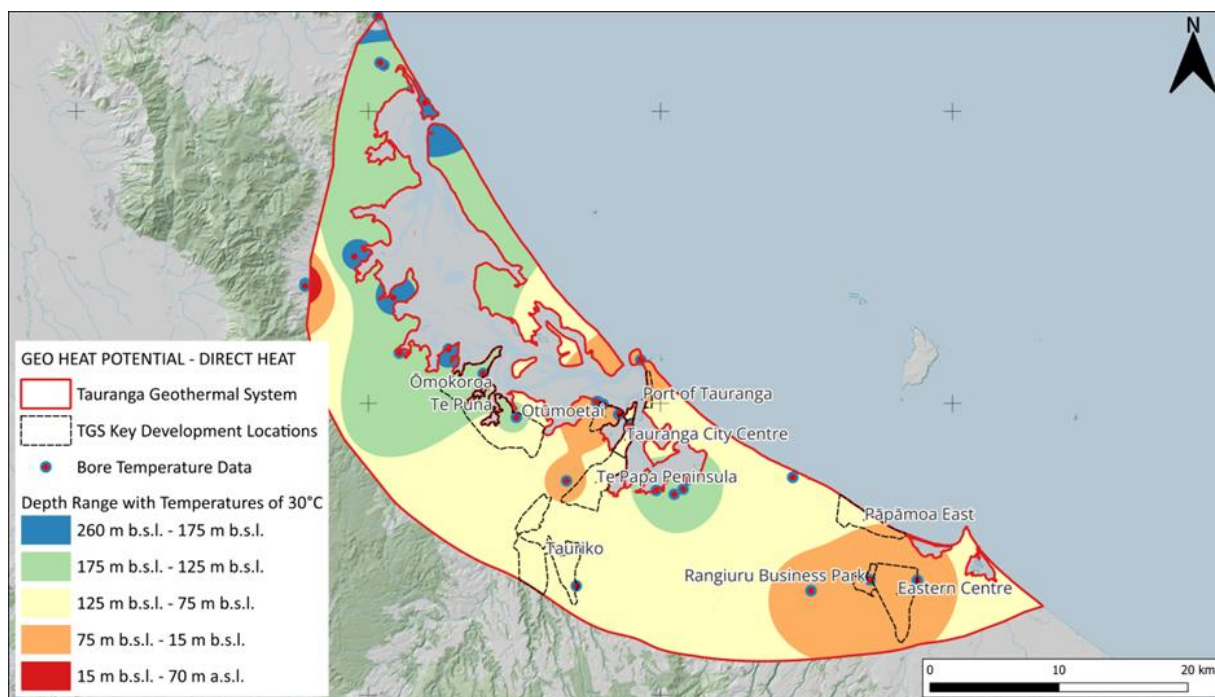 N
Ōmokoroa
Te Puna
Otūmoetai
Port of Tauranga
Tauranga City Centre
Te Papa Peninsula
Pāpāmoa East
Tauriko
Rangiuru Business Park
Eastern Centre
GEO HEAT POTENTIAL - DIRECT HEAT
Tauranga Geothermal System
TGS Key Development Locations
Bore Temperature Data
Depth Range with Temperatures of 30°C
260 m b.s.l. - 175 m b.s.l.
175 m b.s.l. - 125 m b.s.l.
125 m b.s.l. - 75 m b.s.l.
75 m b.s.l. - 15 m b.s.l.
15 m b.s.l. - 70 m a.s.l.
0 10 20 km